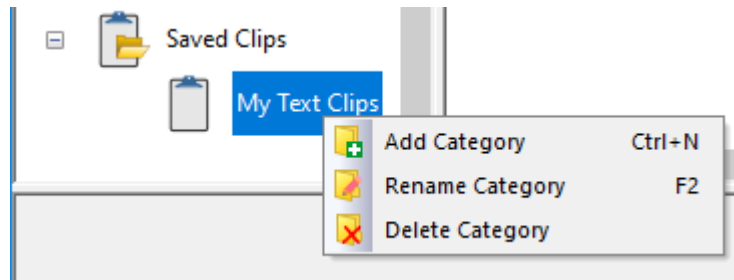 Saved Clips
My Text Clips
Add Category Ctrl+N
Rename Category F2
Delete Category